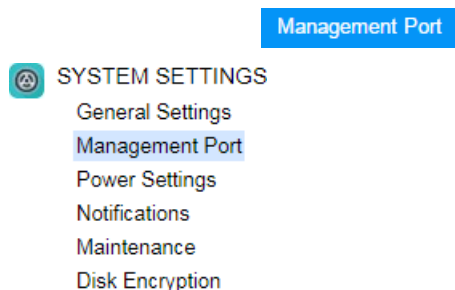 Management Port
SYSTEM SETTINGS
General Settings
Management Port
Power Settings
Notifications
Maintenance
Disk Encryption